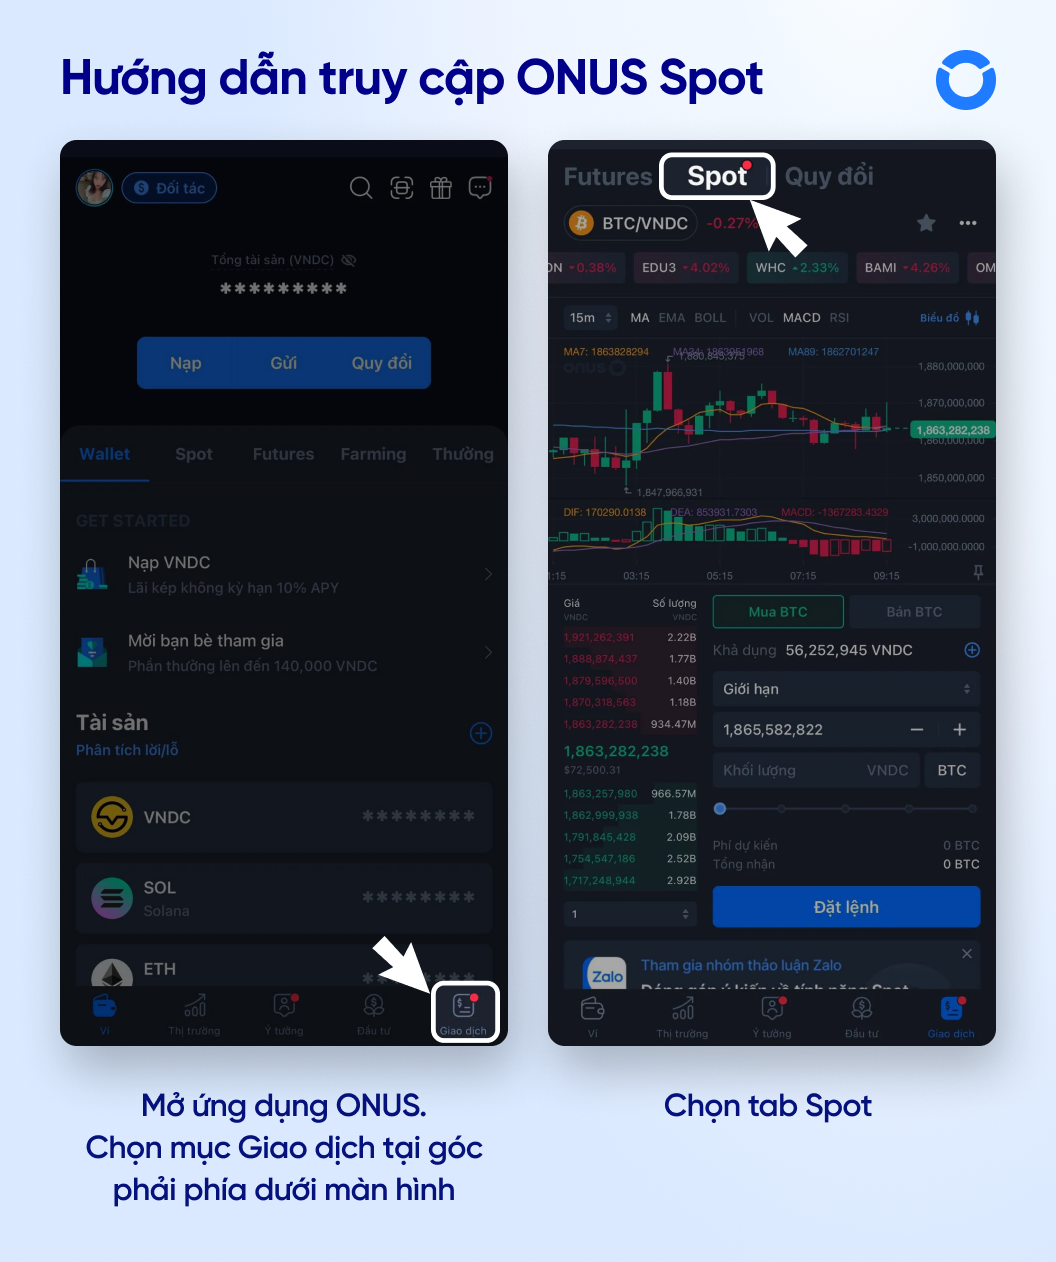 Hướng dẫn truy cập ONUS Spot
Đối tác
Tổng tài sản (VNDC)
*********
Nạp Gửi Quy đổi
Wallet Spot Futures Farming Thưởng
GET STARTED
Nạp VNDC
Lãi kép không kỳ hạn 10% APY
Mời bạn bè tham gia
Phần thưởng lên đến 140,000 VNDC
Tài sản
Phân tích lời/lỗ
VNDC ********
SOL ********
Solana
ETH ********
Ví Thị trường Ý tưởng Đầu tư Giao dịch
Mở ứng dụng ONUS.
Chọn mục Giao dịch tại góc
phải phía dưới màn hình
Futures Spot Quy đổi
BTC/VNDC -0.27%
ON -0.38% EDU3 -4.02% WHC +2.33% BAMI -4.26% OM
15m MA EMA BOLL VOL MACD RSI Biểu đồ
MA7: 1863828294 MA34: 1863951968 MA89: 1862701247
1,880,845,375
onus
1,880,000,000
1,870,000,000
1,863,282,238
1,860,000,000
1,850,000,000
1,847,966,931
DIF: 170290.0138 DEA: 853931.7303 MACD: -1367283.4329
3,000,000.0000
-1,000,000.0000
1:15 03:15 05:15 07:15 09:15
Giá Số lượng
VNDC VNDC
1,921,262,391 2.22B
1,888,874,437 1.77B
1,879,596,500 1.40B
1,870,318,563 1.18B
1,863,282,238 934.47M
1,863,282,238
$72,500.31
1,863,257,980 966.57M
1,862,999,938 1.78B
1,791,845,428 2.09B
1,754,547,186 2.52B
1,717,248,944 2.92B
1
Mua BTC Bán BTC
Khả dụng 56,252,945 VNDC
Giới hạn
1,865,582,822 − +
Khối lượng VNDC BTC
Phí dự kiến 0 BTC
Tổng nhận 0 BTC
Đặt lệnh
Zalo
Tham gia nhóm thảo luận Zalo
Đóng góp ý kiến về tính năng Spot
Ví Thị trường Ý tưởng Đầu tư Giao dịch
Chọn tab Spot